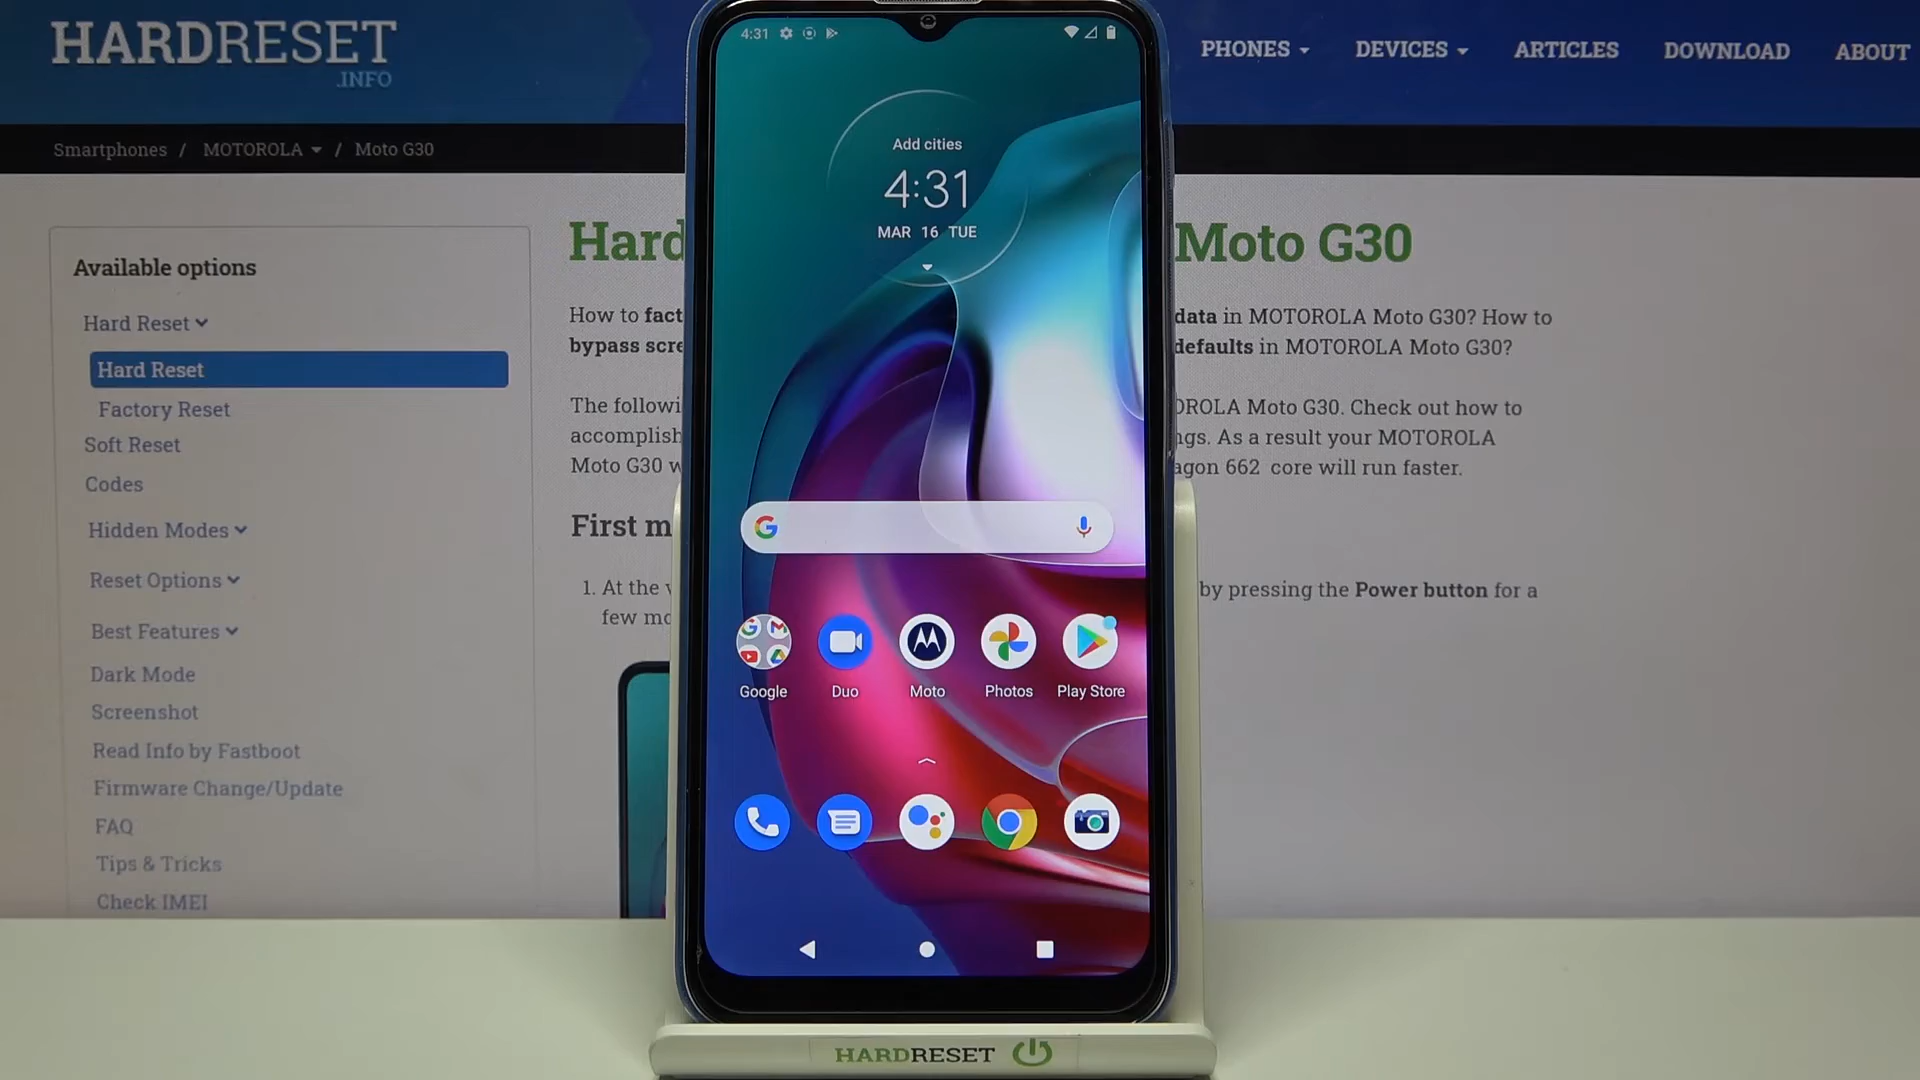 HARDRESET
.INFO
PHONES DEVICES ARTICLES DOWNLOAD ABOUT
Smartphones / MOTOROLA / Moto G30
Available options
Hard Reset
Hard Reset
Factory Reset
Soft Reset
Codes
Hidden Modes
Reset Options
Best Features
Dark Mode
Screenshot
Read Info by Fastboot
Firmware Change/Update
FAQ
Tips & Tricks
Check IMEI
Hard Moto G30
How to fact data in MOTOROLA Moto G30? How to
bypass scre defaults in MOTOROLA Moto G30?
The followi OROLA Moto G30. Check out how to
accomplish ngs. As a result your MOTOROLA
Moto G30 w agon 662 core will run faster.
First m
1. At the by pressing the Power button for a
few mo
4:31
Add cities
4:31
MAR 16 TUE
Google Duo Moto Photos Play Store
HARDRESET